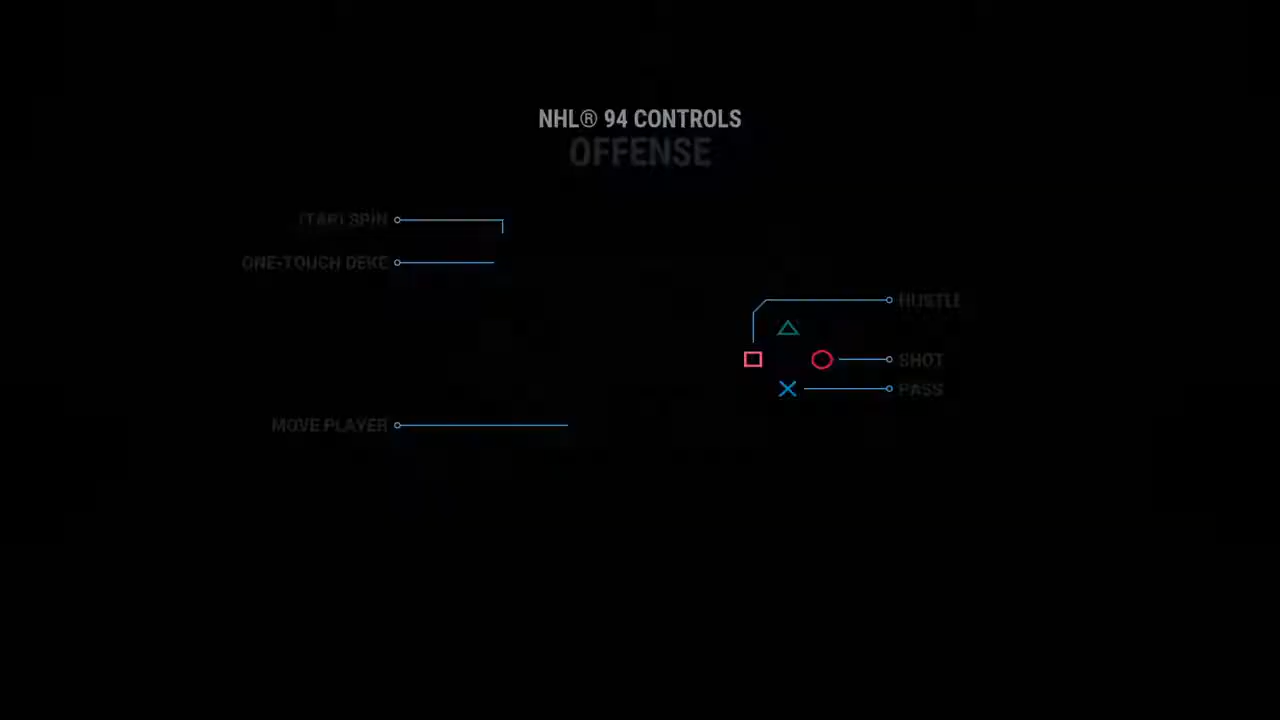 NHL® 94 CONTROLS
OFFENSE
(TAP) SPIN
ONE-TOUCH DEKE
HUSTLE
SHOT
PASS
MOVE PLAYER